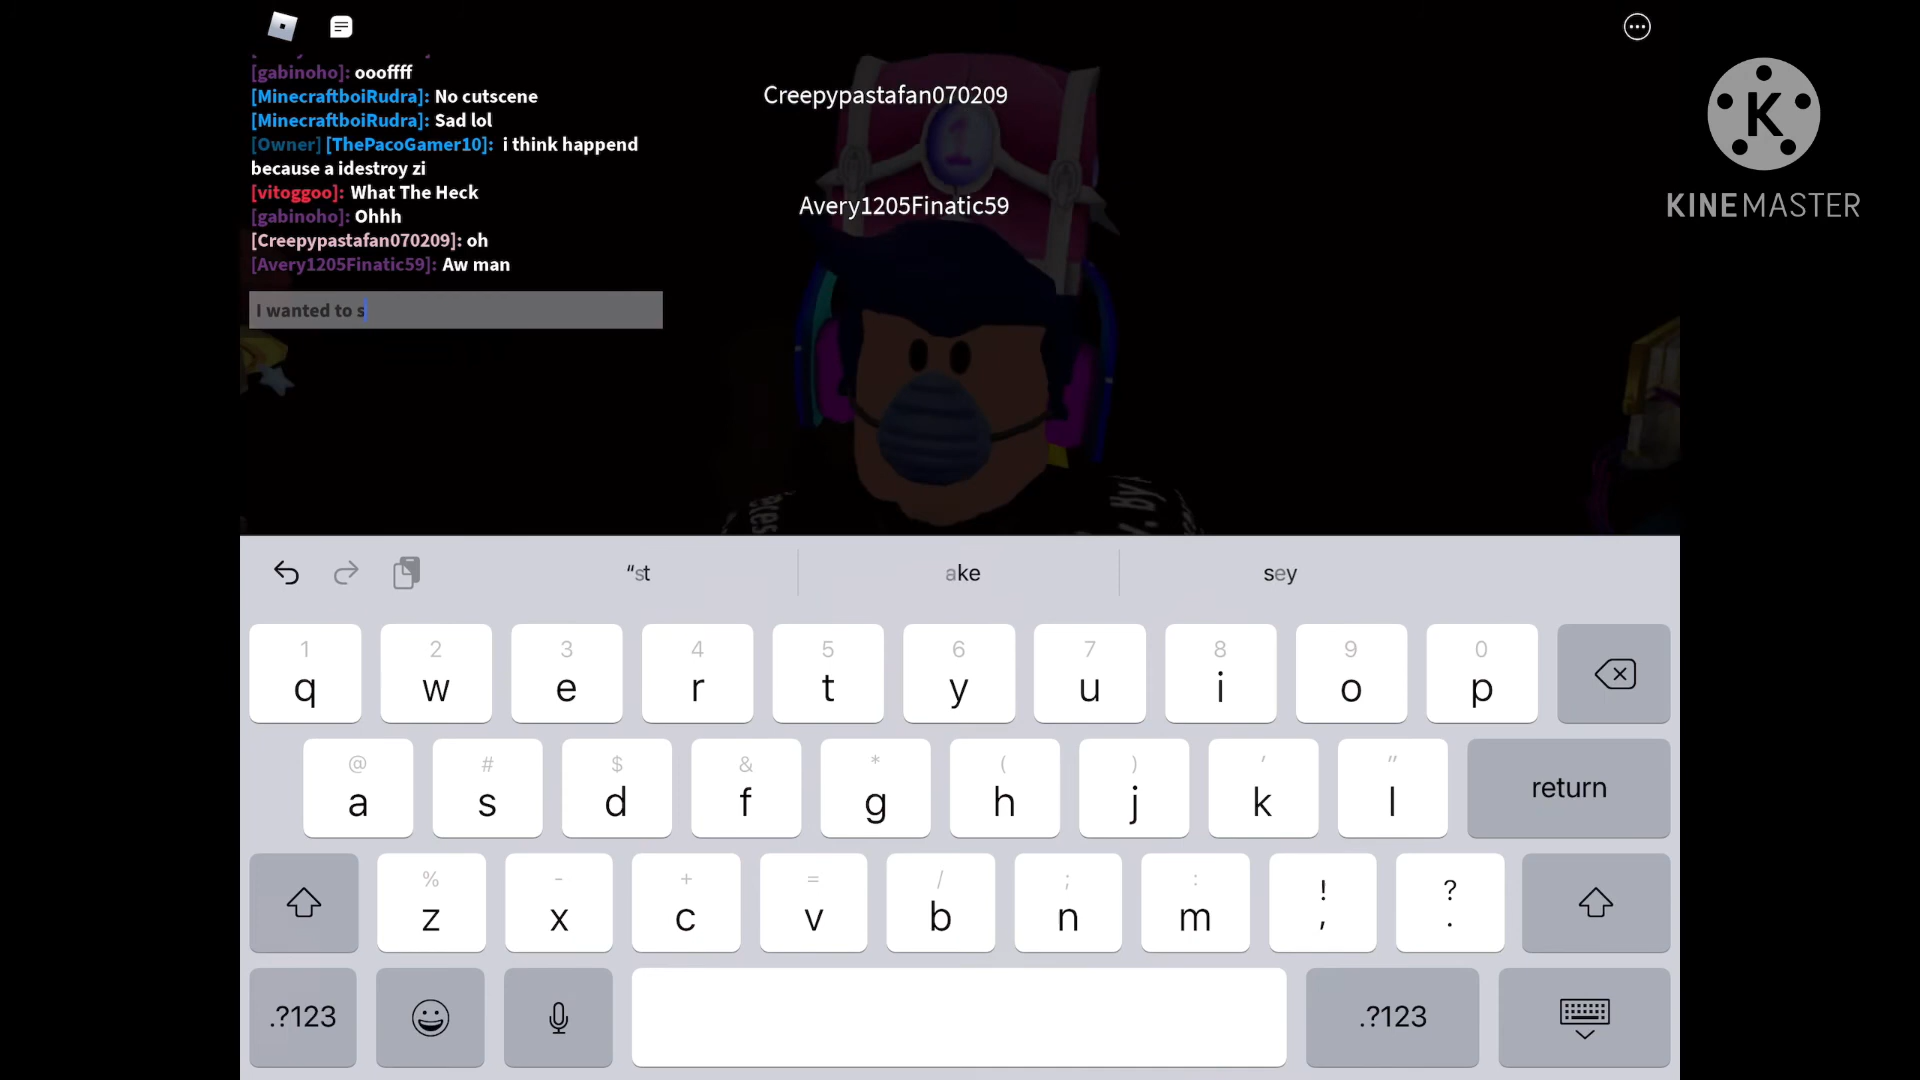 [gabinoho]: oooffff
[MinecraftboiRudra]: No cutscene
[MinecraftboiRudra]: Sad lol
[Owner] [ThePacoGamer10]: i think happend
because a idestroy zi
[vitoggoo]: What The Heck
[gabinoho]: Ohhh
[Creepypastafan070209]: oh
[Avery1205Finatic59]: Aw man
I wanted to s
Creepypastafan070209
Avery1205Finatic59
K
KINEMASTER
“st ake sey
1 2 3 4 5 6 7 8 9 0
q w e r t y u i o p
@ # $ & * ( ) ' "
a s d f g h j k l return
% - + = / ; : ! ?
z x c v b n m , .
.?123 .?123